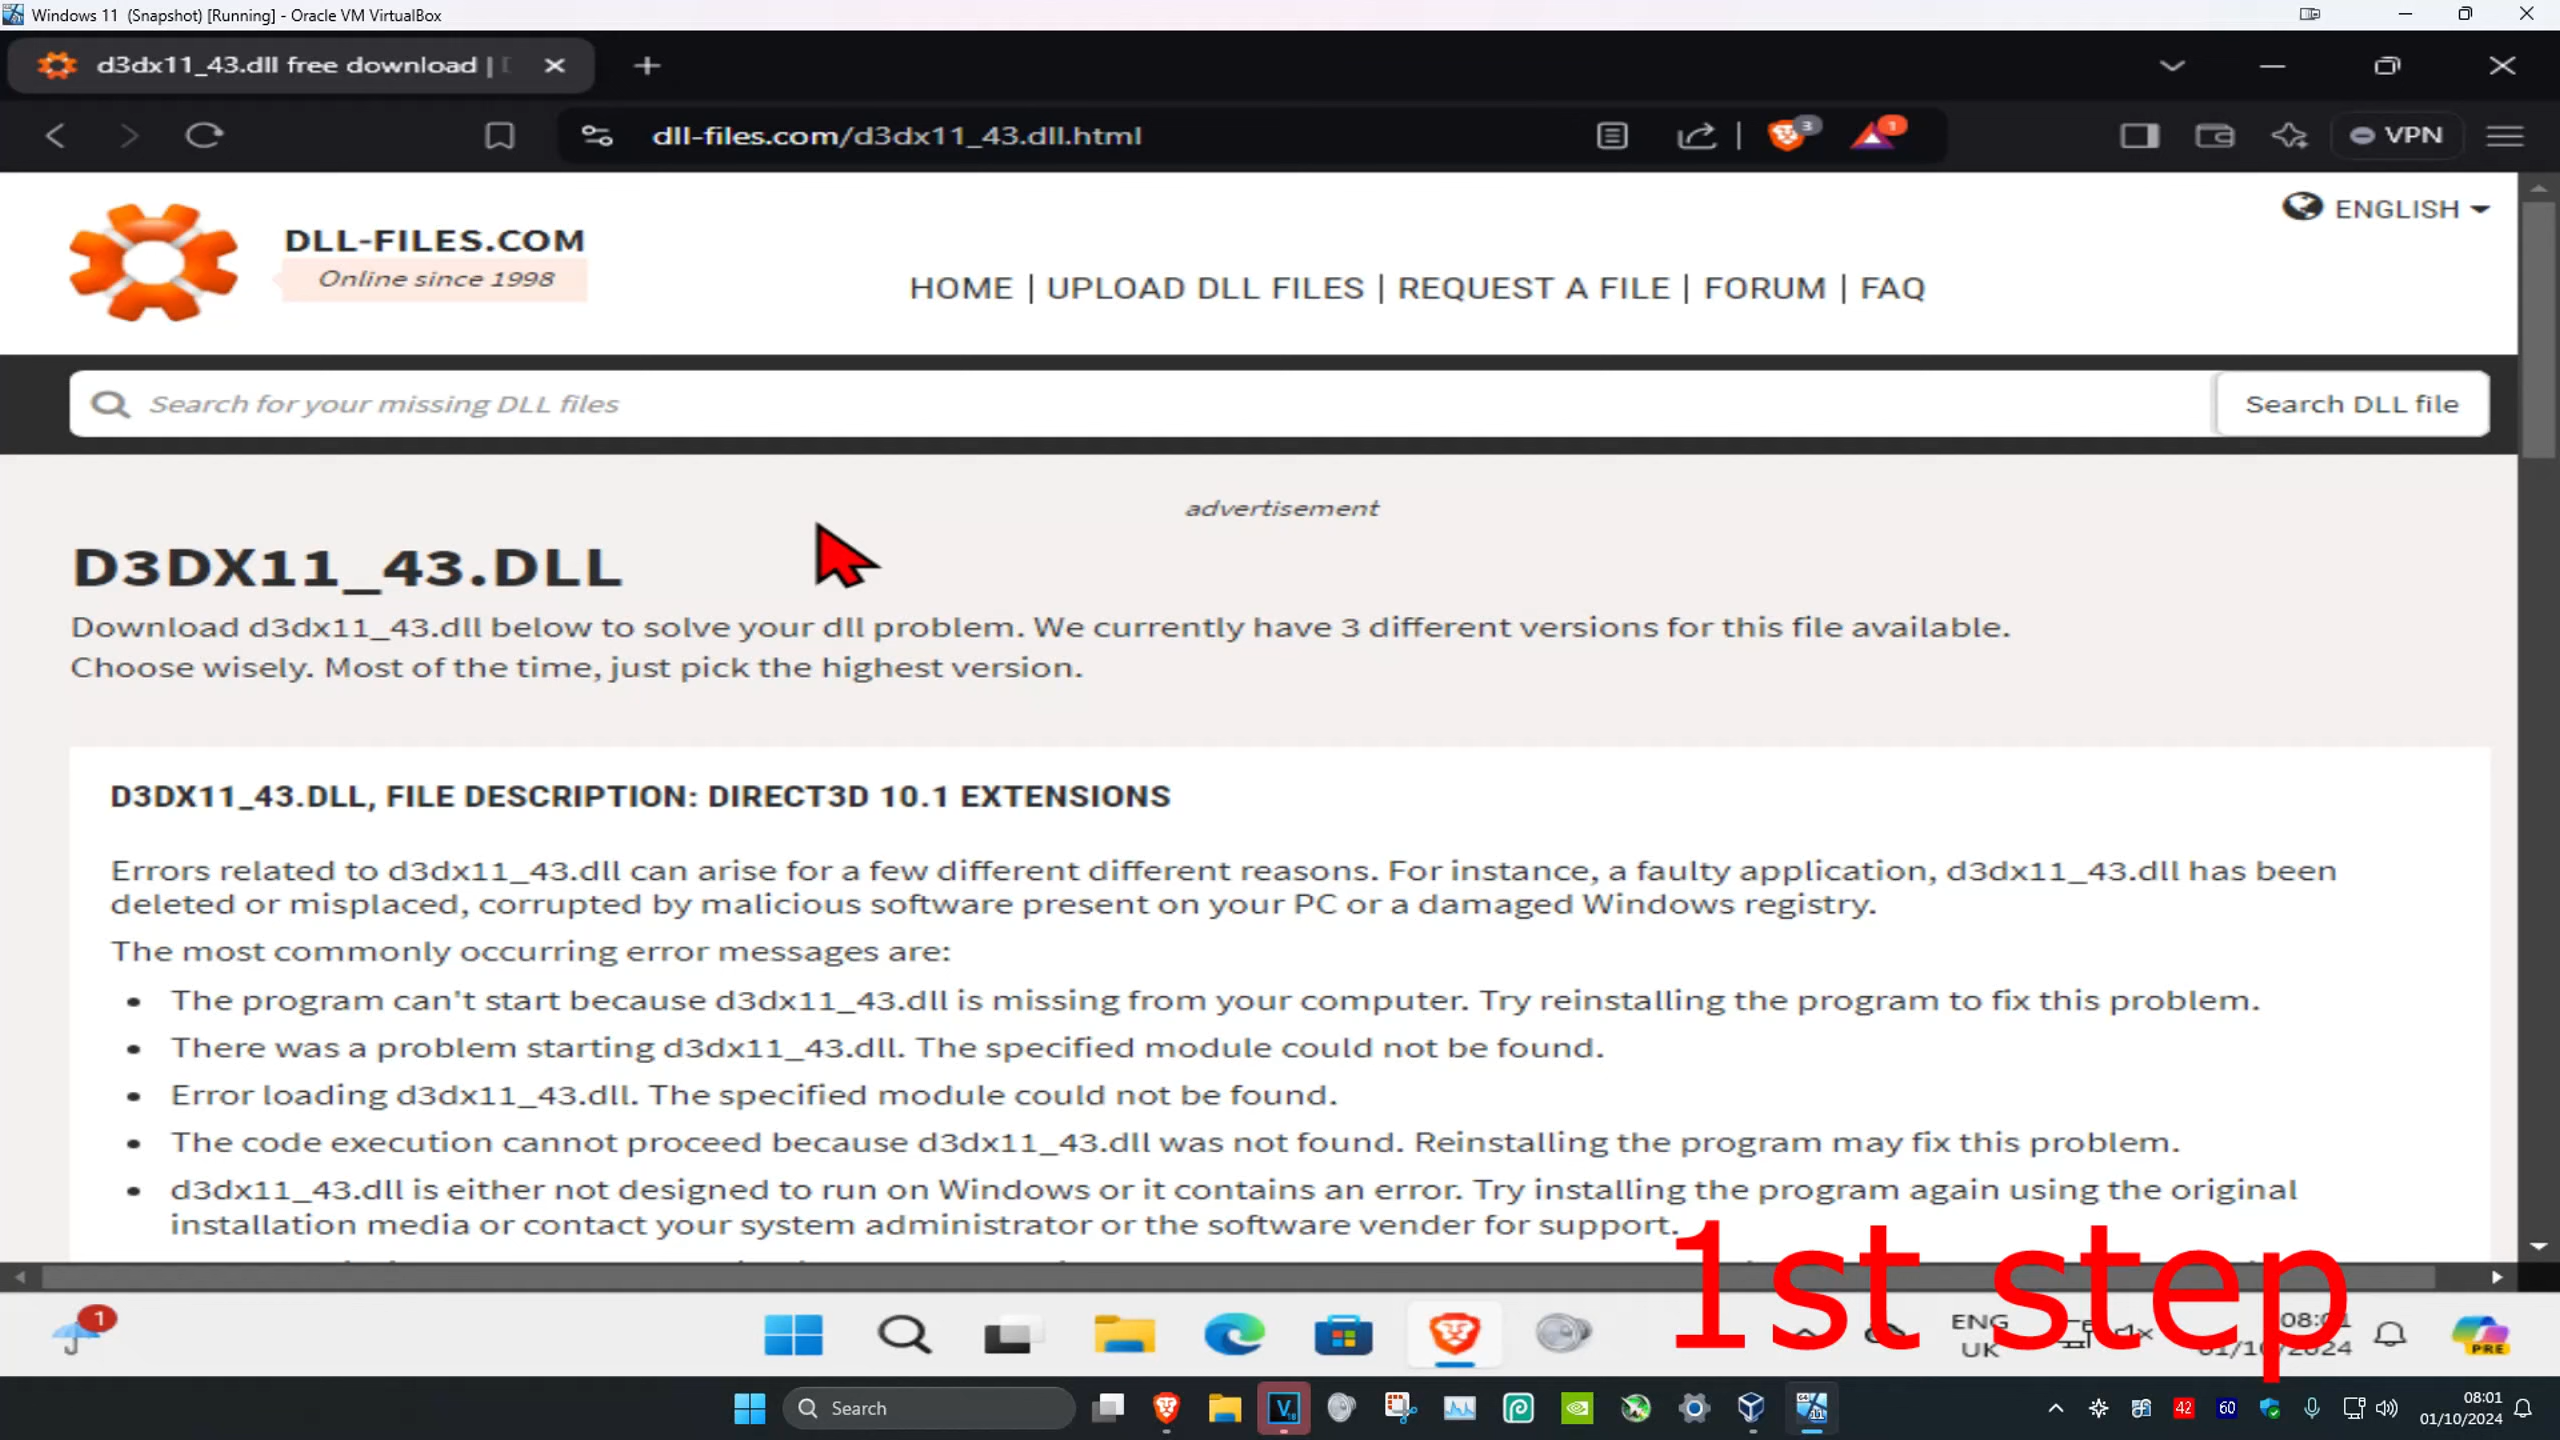 Windows 11 (Snapshot) [Running] - Oracle VM VirtualBox
d3dx11_43.dll free download |
dll-files.com/d3dx11_43.dll.html
3
1
VPN
DLL-FILES.COM
Online since 1998
ENGLISH
HOME | UPLOAD DLL FILES | REQUEST A FILE | FORUM | FAQ
Search for your missing DLL files
Search DLL file
advertisement
D3DX11_43.DLL
Download d3dx11_43.dll below to solve your dll problem. We currently have 3 different versions for this file available.
Choose wisely. Most of the time, just pick the highest version.
D3DX11_43.DLL, FILE DESCRIPTION: DIRECT3D 10.1 EXTENSIONS
Errors related to d3dx11_43.dll can arise for a few different different reasons. For instance, a faulty application, d3dx11_43.dll has been
deleted or misplaced, corrupted by malicious software present on your PC or a damaged Windows registry.
The most commonly occurring error messages are:
• The program can't start because d3dx11_43.dll is missing from your computer. Try reinstalling the program to fix this problem.
• There was a problem starting d3dx11_43.dll. The specified module could not be found.
• Error loading d3dx11_43.dll. The specified module could not be found.
• The code execution cannot proceed because d3dx11_43.dll was not found. Reinstalling the program may fix this problem.
• d3dx11_43.dll is either not designed to run on Windows or it contains an error. Try installing the program again using the original
installation media or contact your system administrator or the software vender for support.
1st step
1
ENG
UK
08:01
01/10/2024
PRE
Search
42
60
08:01
01/10/2024